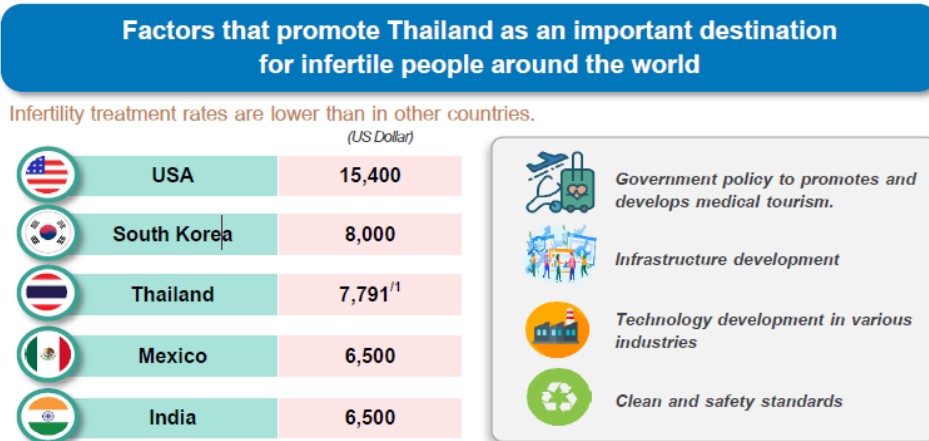 Factors that promote Thailand as an important destination
for infertile people around the world
Infertility treatment rates are lower than in other countries.
(US Dollar)
USA 15,400
South Korea 8,000
Thailand 7,791/1
Mexico 6,500
India 6,500
Government policy to promotes and
develops medical tourism.
Infrastructure development
Technology development in various
industries
Clean and safety standards